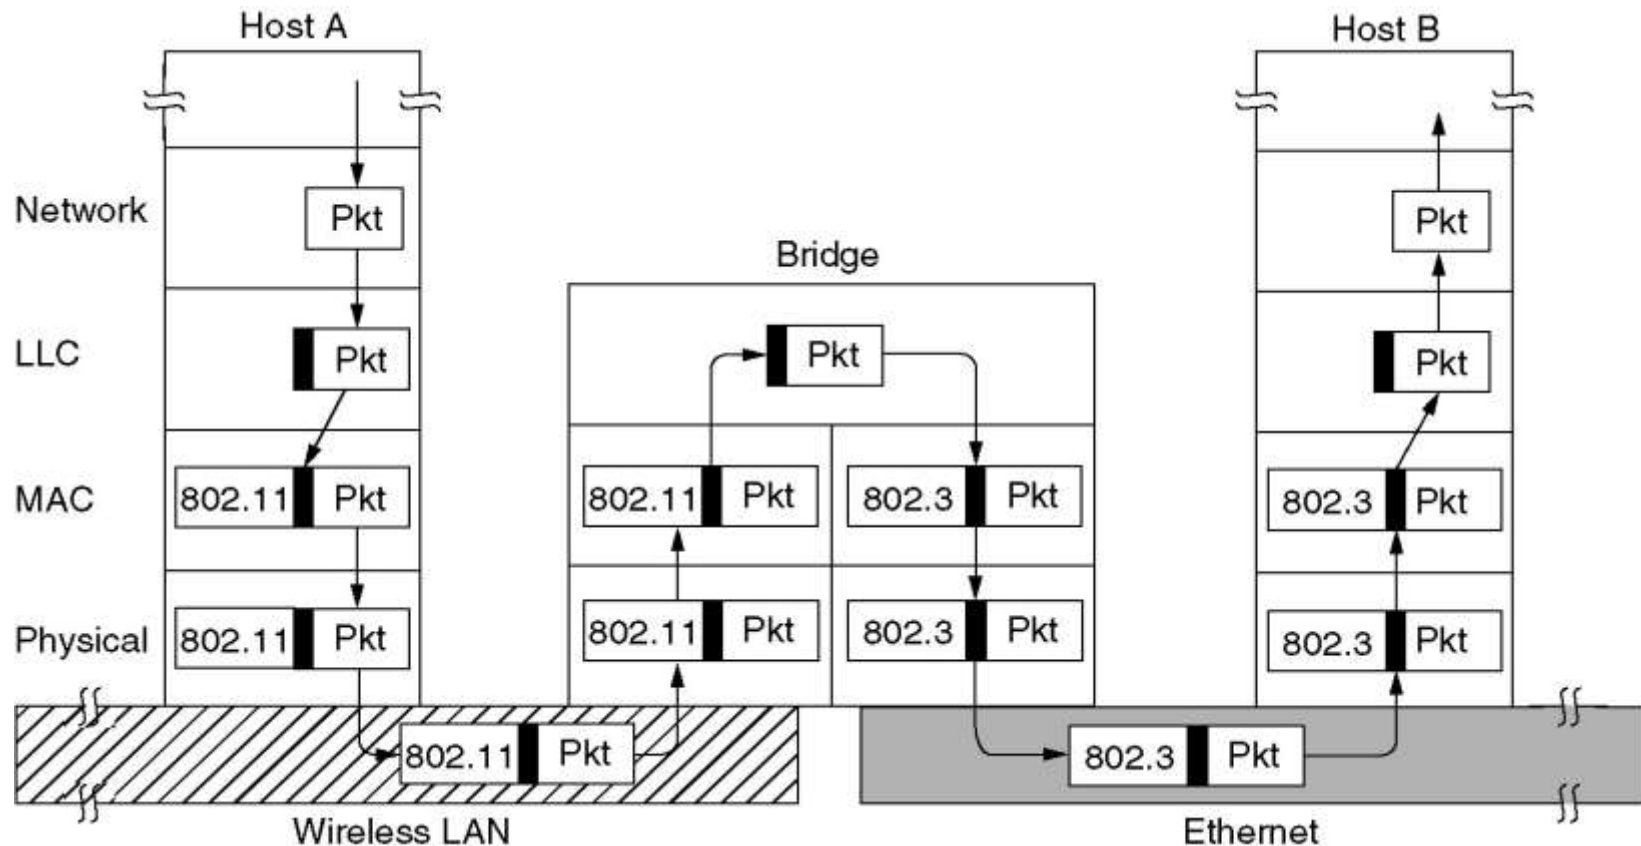 Host A
Host B
Network
Pkt
Pkt
Bridge
LLC
Pkt
Pkt
Pkt
MAC
802.11 Pkt
802.11 Pkt
802.3 Pkt
802.3 Pkt
Physical
802.11 Pkt
802.11 Pkt
802.3 Pkt
802.3 Pkt
802.11 Pkt
802.3 Pkt
Wireless LAN
Ethernet